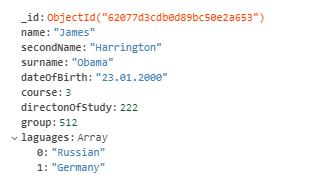 _id: ObjectId("62077d3cdb0d89bc50e2a653")
name: "James"
secondName: "Harrington"
surname: "Obama"
dateOfBirth: "23.01.2000"
course: 3
directonOfStudy: 222
group: 512
laguages: Array
0: "Russian"
1: "Germany"